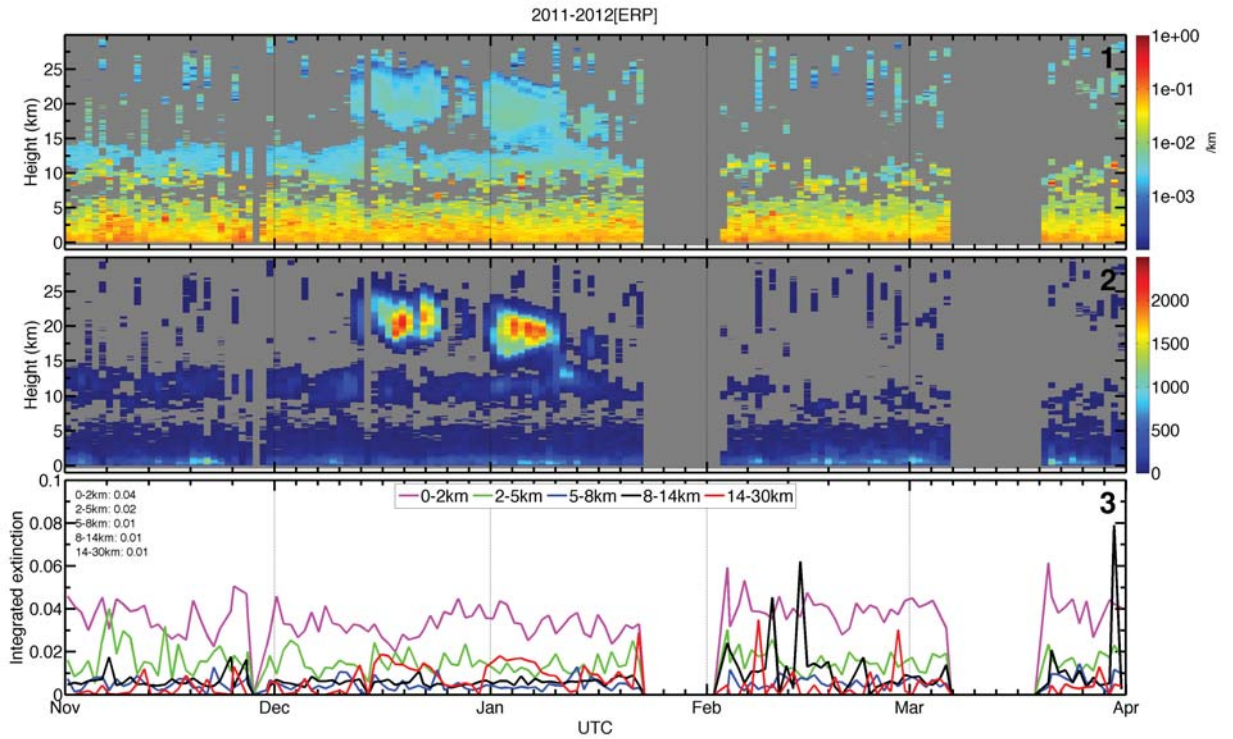 2011-2012[ERP]
1
Height (km)
25
20
15
10
5
0
1e+00
1e-01
1e-02
1e-03
/km
2
Height (km)
25
20
15
10
5
0
2000
1500
1000
500
0
3
Integrated extinction
0.1
0.08
0.06
0.04
0.02
0
0-2km: 0.04
2-5km: 0.02
5-8km: 0.01
8-14km: 0.01
14-30km: 0.01
0-2km 2-5km 5-8km 8-14km 14-30km
Nov Dec Jan Feb Mar Apr
UTC